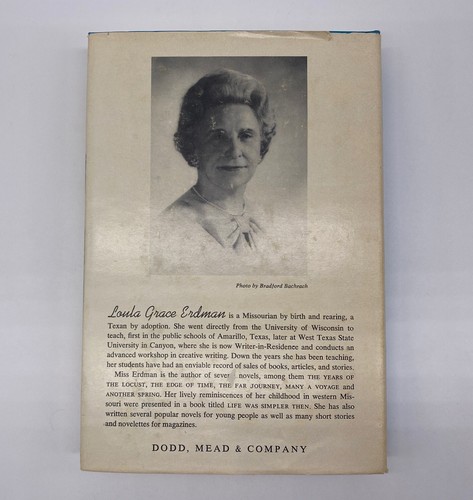 Photo by Bradford Bachrach
Loula Grace Erdman is a Missourian by birth and rearing, a
Texan by adoption. She went directly from the University of Wisconsin to
teach, first in the public schools of Amarillo, Texas, later at West Texas State
University in Canyon, where she is now Writer-in-Residence and conducts an
advanced workshop in creative writing. Down the years she has been teaching,
her students have had an enviable record of sales of books, articles, and stories.
Miss Erdman is the author of seven novels, among them THE YEARS OF
THE LOCUST, THE EDGE OF TIME, THE FAR JOURNEY, MANY A VOYAGE and
ANOTHER SPRING. Her lively reminiscences of her childhood in western Mis-
souri were presented in a book titled LIFE WAS SIMPLER THEN. She has also
written several popular novels for young people as well as many short stories
and novelettes for magazines.
DODD, MEAD & COMPANY